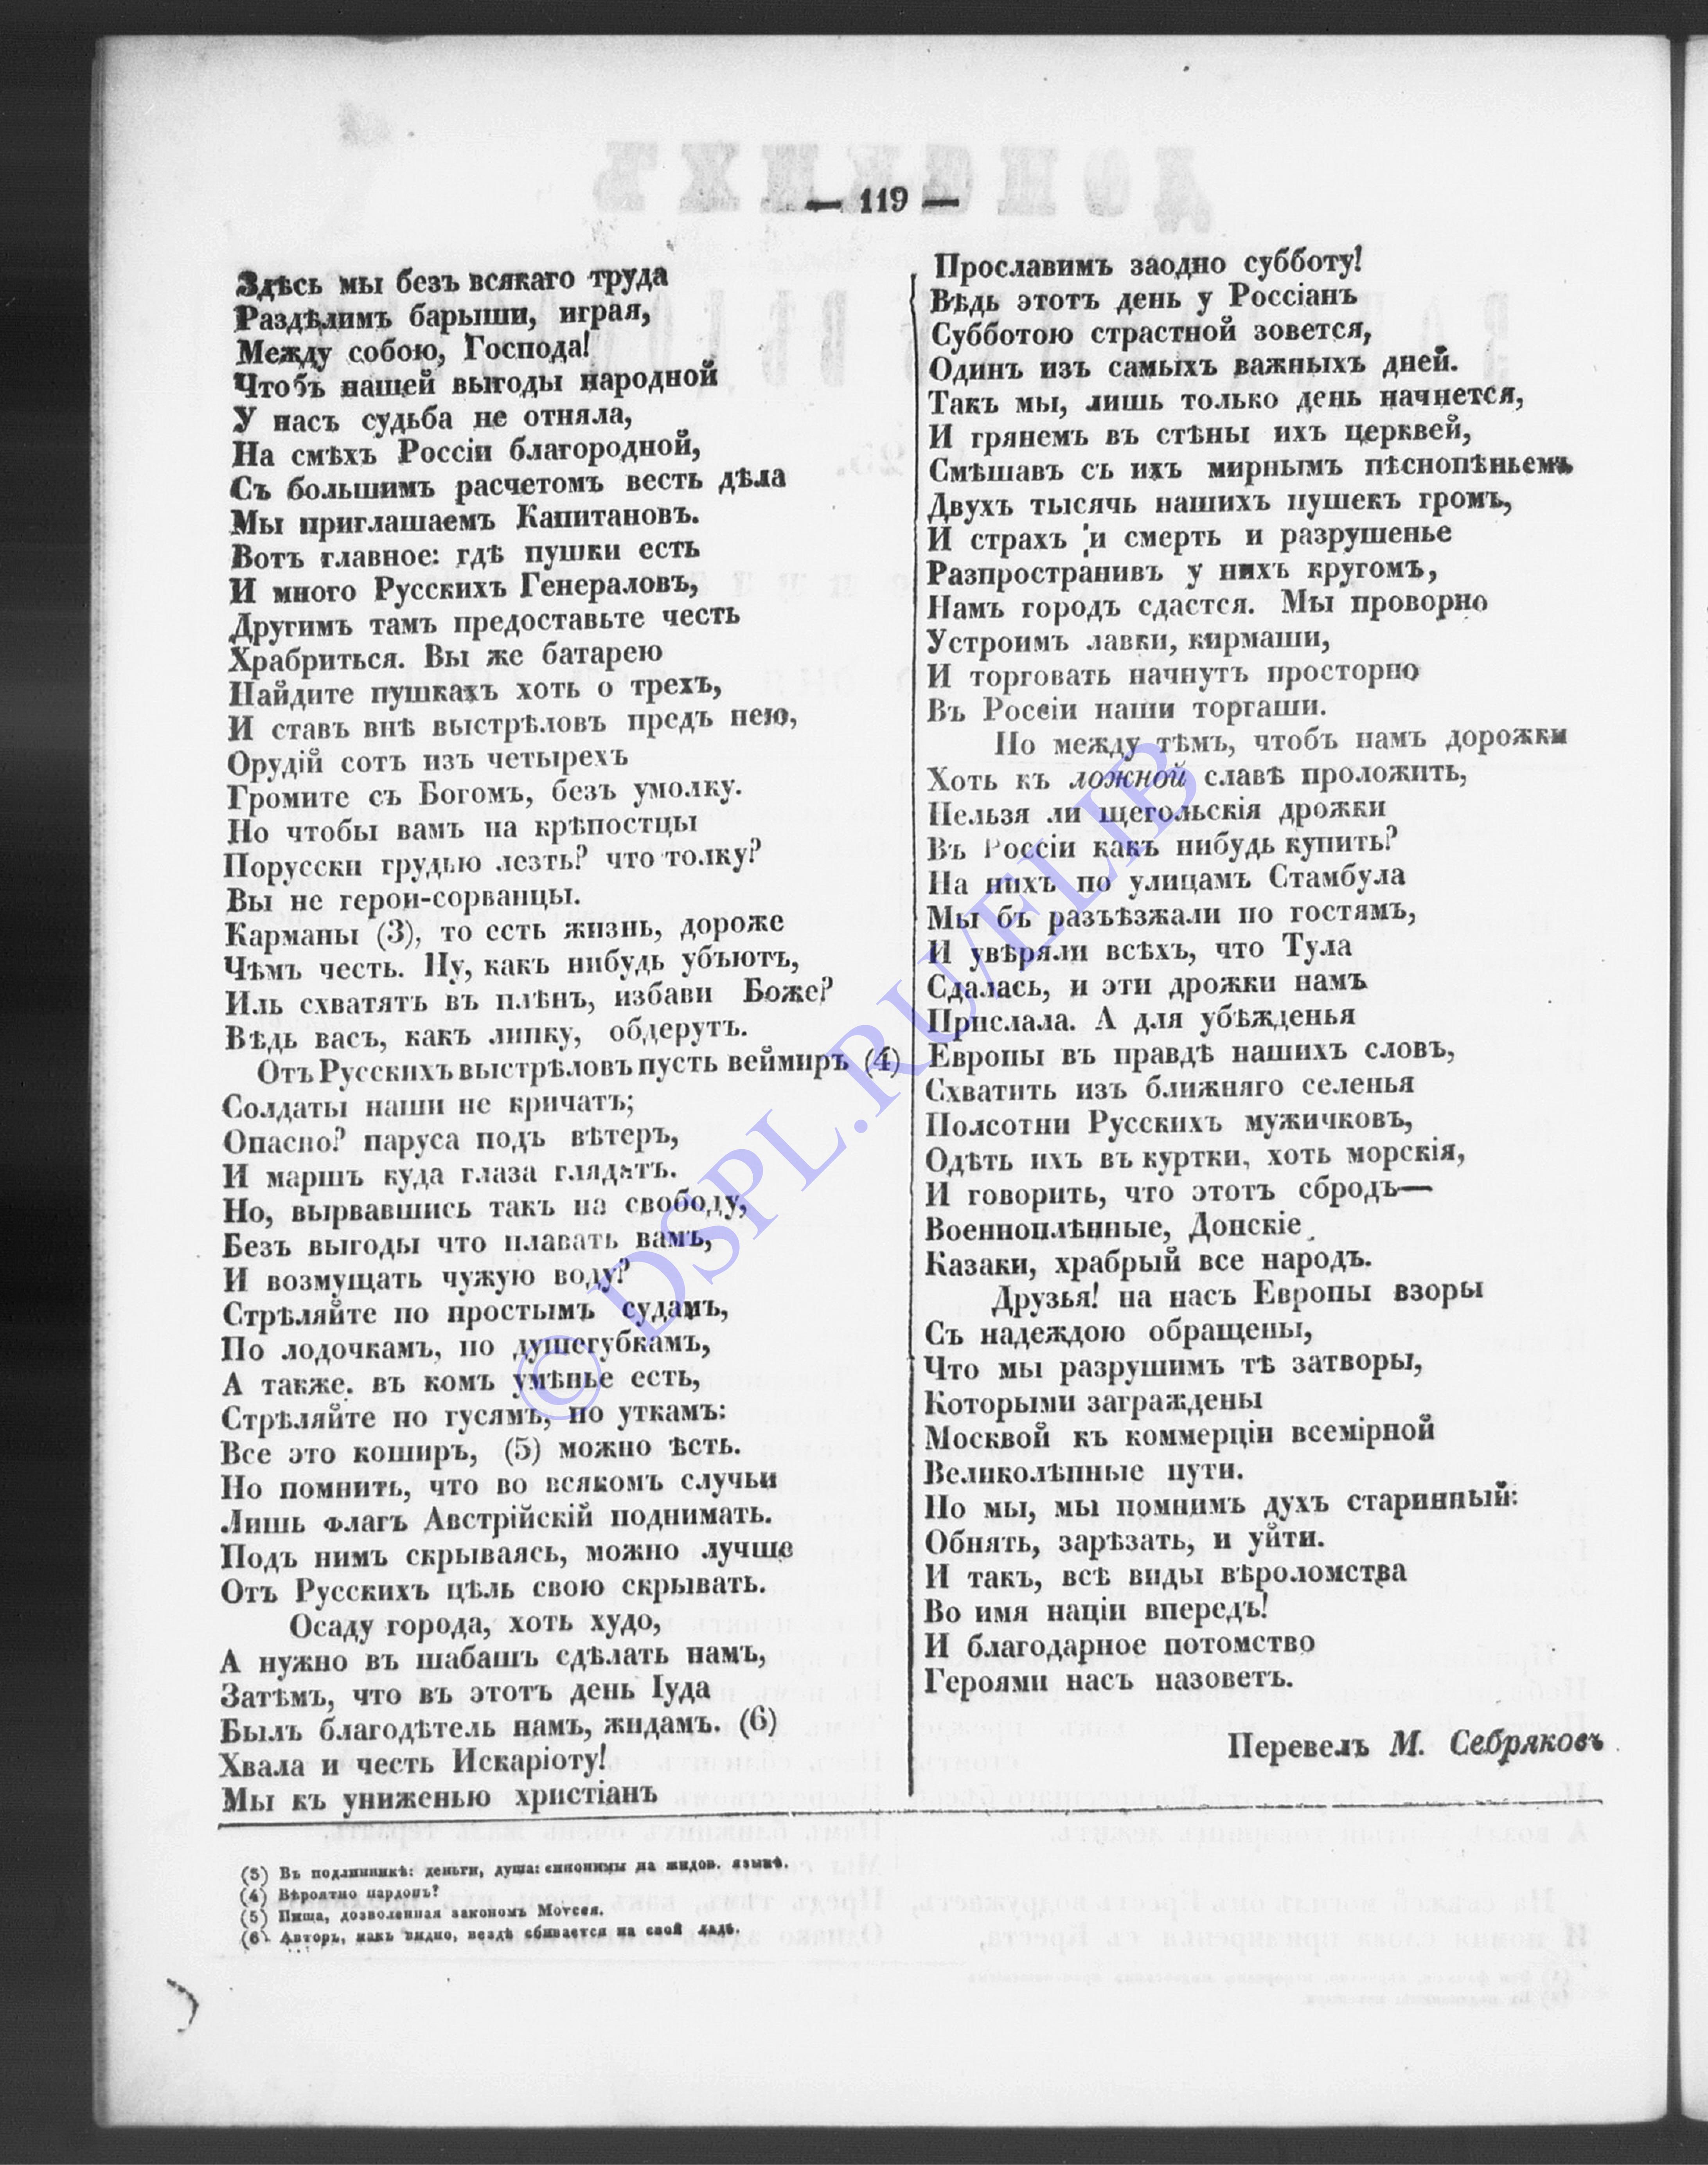 — 119 —
Здѣсь мы безъ всякаго труда
Раздѣлимъ барыши, играя,
Между собою, Господа!
Чтобъ нашей выгоды народной
У насъ судьба не отняла,
На смѣхъ Россіи благородной,
Съ большимъ расчетомъ весть дѣла
Мы приглашаемъ Капитановъ.
Вотъ главное: гдѣ пушки есть
И много Русскихъ Генераловъ,
Другимъ тамъ предоставьте честь
Храбриться. Вы же батарею
Найдите пушкахъ хоть о трехъ,
И ставъ внѣ выстрѣловъ предъ нею,
Орудій сотъ изъ четырехъ
Громите съ Богомъ, безъ умолку.
Но чтобы вамъ на крѣпостцы
Порусски грудью лезть? что толку?
Вы не герои-сорванцы.
Карманы (3), то есть жизнь, дороже
Чѣмъ честь. Ну, какъ нибудь убъютъ,
Иль схватятъ въ плѣнъ, избави Боже?
Вѣдь васъ, какъ липку, обдерутъ.
Отъ Русскихъ выстрѣловъ пусть веймиръ (4)
Солдаты наши не кричатъ;
Опасно? паруса подъ вѣтеръ,
И маршъ куда глаза глядятъ.
Но, вырвавшись такъ на свободу,
Безъ выгоды что плавать вамъ,
И возмущать чужую воду?
Стрѣляйте по простымъ судамъ,
По лодочкамъ, по душегубкамъ,
А также. въ комъ умѣнье есть,
Стрѣляйте по гусямъ, по уткамъ:
Все это коширъ, (5) можно ѣсть.
Но помнить, что во всякомъ случьи
Лишь флагъ Австрійскій поднимать.
Подъ нимъ скрываясь, можно лучше
Отъ Русскихъ цѣль свою скрывать.
Осаду города, хоть худо,
А нужно въ шабашъ сдѣлать намъ,
Затѣмъ, что въ этотъ день Іуда
Былъ благодѣтель намъ, жидамъ. (6)
Хвала и честь Искаріоту!
Мы къ униженью христіанъ
Прославимъ заодно субботу!
Вѣдь этотъ день у Россіанъ
Субботою страстной зовется,
Одинъ изъ самыхъ важныхъ дней.
Такъ мы, лишь только день начнется,
И грянемъ въ стѣны ихъ церквей,
Смѣшавъ съ ихъ мирнымъ пѣснопѣньемъ
Двухъ тысячь нашихъ пушекъ громъ,
И страхъ и смерть и разрушенье
Разпространивъ у нихъ кругомъ,
Намъ городъ сдастся. Мы проворно
Устроимъ лавки, кирмаши,
И торговать начнутъ просторно
Въ Россіи наши торгаши.
Но между тѣмъ, чтобъ намъ дорожки
Хоть къ ложной славѣ проложить,
Нельзя ли щегольскія дрожки
Въ Россіи какъ нибудь купить?
На нихъ по улицамъ Стамбула
Мы бъ разъѣзжали по гостямъ,
И увѣряли всѣхъ, что Тула
Сдалась, и эти дрожки намъ
Прислала. А для убѣжденья
Европы въ правдѣ нашихъ словъ,
Схватить изъ ближняго селенья
Полсотни Русскихъ мужичковъ,
Одѣть ихъ въ куртки, хоть морскія,
И говорить, что этотъ сбродъ—
Военноплѣнные, Донскіе
Казаки, храбрый все народъ.
Друзья! на насъ Европы взоры
Съ надеждою обращены,
Что мы разрушимъ тѣ затворы,
Которыми заграждены
Москвой къ коммерціи всемірной
Великолѣпные пути.
Но мы, мы помнимъ духъ старинный:
Обнять, зарѣзать, и уйти.
И такъ, всѣ виды вѣроломства
Во имя націи впередъ!
И благодарное потомство
Героями насъ назоветъ.
Перевелъ М. Себряковъ
(3) Въ подлинникѣ: деньги, душа: синонимы на жидов. языкѣ.
(4) Вѣроятно пардонъ?
(5) Пища, дозволенная закономъ Моѵсея.
(6) Авторъ, какъ видно, вездѣ сбивается на свой ладъ.
© DSPL.RU/ELIB